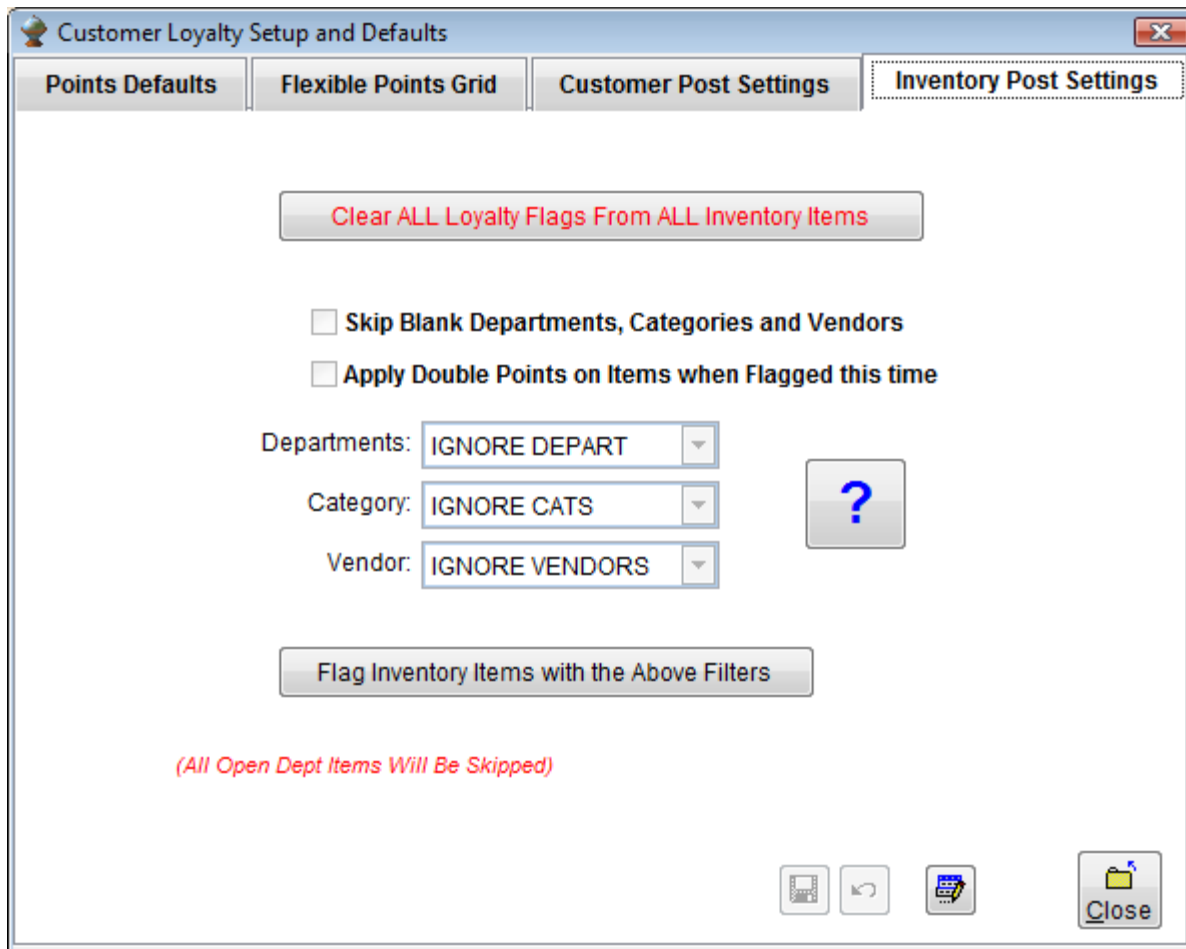 Customer Loyalty Setup and Defaults
Points Defaults
Flexible Points Grid
Customer Post Settings
Inventory Post Settings
Clear ALL Loyalty Flags From ALL Inventory Items
Skip Blank Departments, Categories and Vendors
Apply Double Points on Items when Flagged this time
Departments: IGNORE DEPART
Category: IGNORE CATS
?
Vendor: IGNORE VENDORS
Flag Inventory Items with the Above Filters
(All Open Dept Items Will Be Skipped)
Close